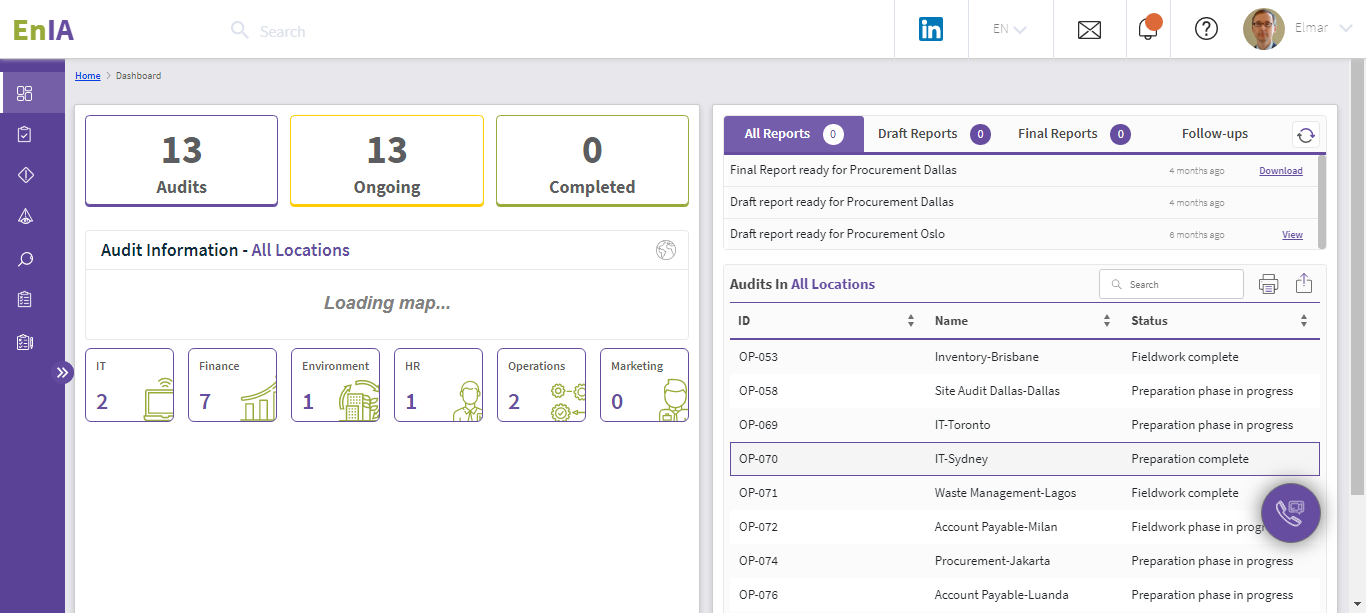 EnIA
Search
in
EN
Elmar
Home > Dashboard
13
Audits
13
Ongoing
0
Completed
Audit Information - All Locations
Loading map...
IT
2
Finance
7
Environment
1
HR
1
Operations
2
Marketing
0
All Reports 0
Draft Reports 0
Final Reports 0
Follow-ups
Final Report ready for Procurement Dallas 4 months ago Download
Draft report ready for Procurement Dallas 4 months ago
Draft report ready for Procurement Oslo 6 months ago View
Audits In All Locations
Search
ID Name Status
OP-053 Inventory-Brisbane Fieldwork complete
OP-058 Site Audit Dallas-Dallas Preparation phase in progress
OP-069 IT-Toronto Preparation phase in progress
OP-070 IT-Sydney Preparation complete
OP-071 Waste Management-Lagos Fieldwork complete
OP-072 Account Payable-Milan Fieldwork phase in prog
OP-074 Procurement-Jakarta Preparation phase in progress
OP-076 Account Payable-Luanda Preparation phase in progress